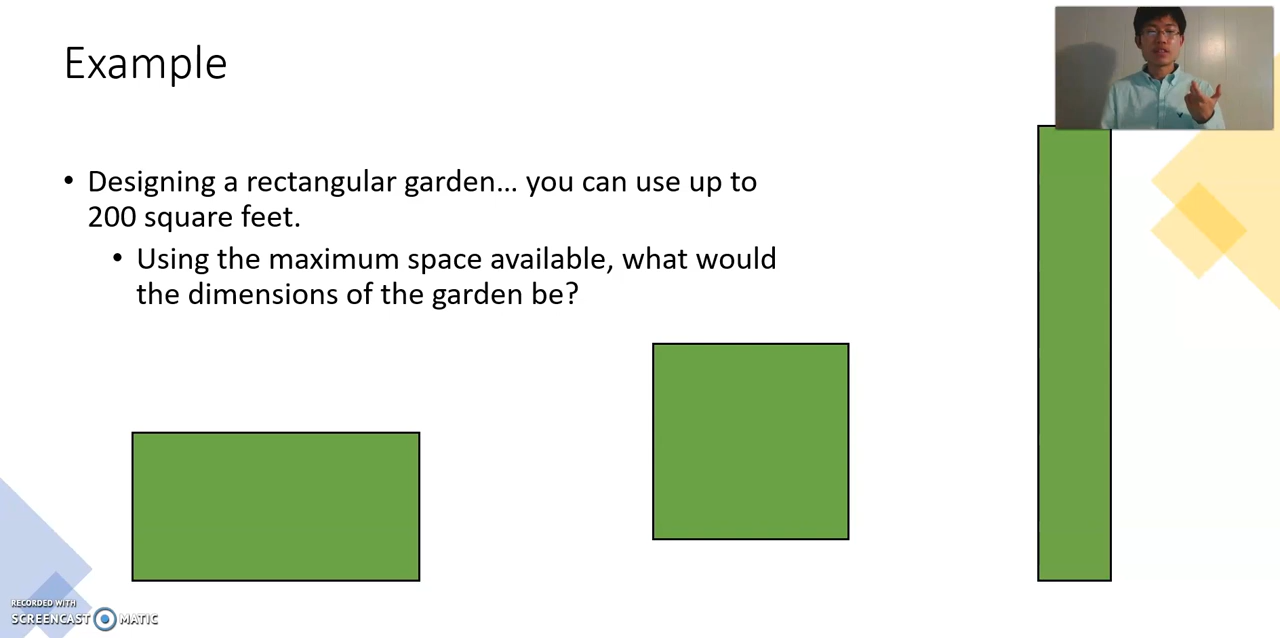 Example
• Designing a rectangular garden... you can use up to
200 square feet.
• Using the maximum space available, what would
the dimensions of the garden be?
RECORDED WITH
SCREENCAST MATIC